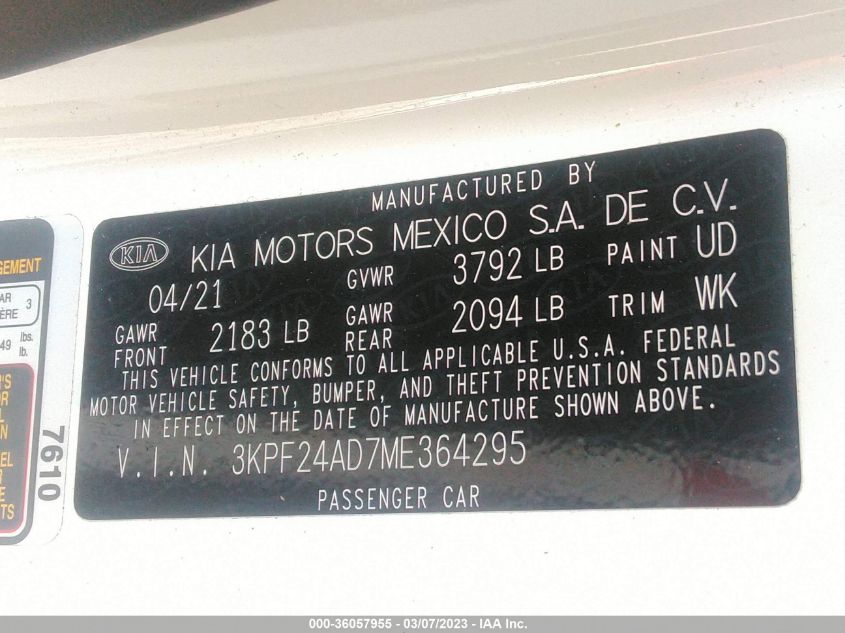 MANUFACTURED BY
KIA KIA MOTORS MEXICO S.A. DE C.V.
04/21 GVWR 3792 LB PAINT UD
GAWR FRONT 2183 LB GAWR REAR 2094 LB TRIM WK
THIS VEHICLE CONFORMS TO ALL APPLICABLE U.S.A. FEDERAL
MOTOR VEHICLE SAFETY, BUMPER, AND THEFT PREVENTION STANDARDS
IN EFFECT ON THE DATE OF MANUFACTURE SHOWN ABOVE.
V.I.N. 3KPF24AD7ME364295
PASSENGER CAR
3
lbs.
lb.
7610
000-36057955 — 03/07/2023 — IAA Inc.